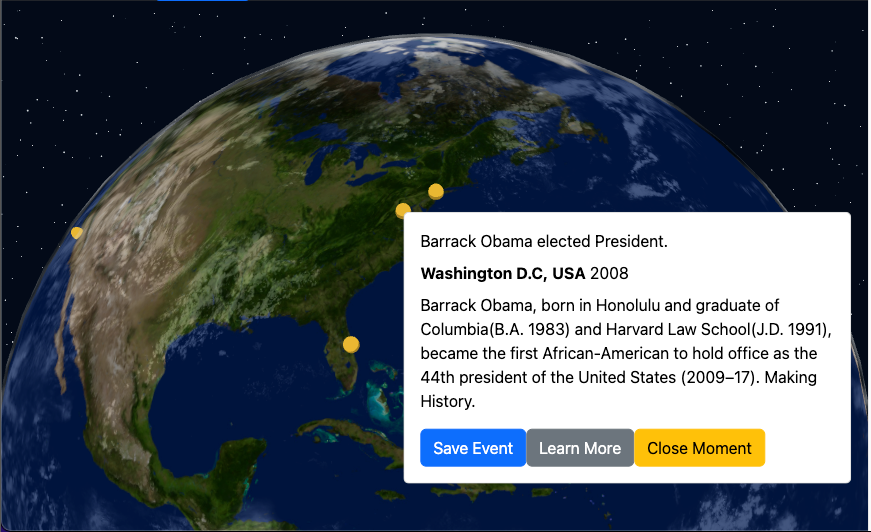 Barrack Obama elected President.
Washington D.C, USA 2008
Barrack Obama, born in Honolulu and graduate of
Columbia(B.A. 1983) and Harvard Law School(J.D. 1991),
became the first African-American to hold office as the
44th president of the United States (2009–17). Making
History.
Save Event Learn More Close Moment